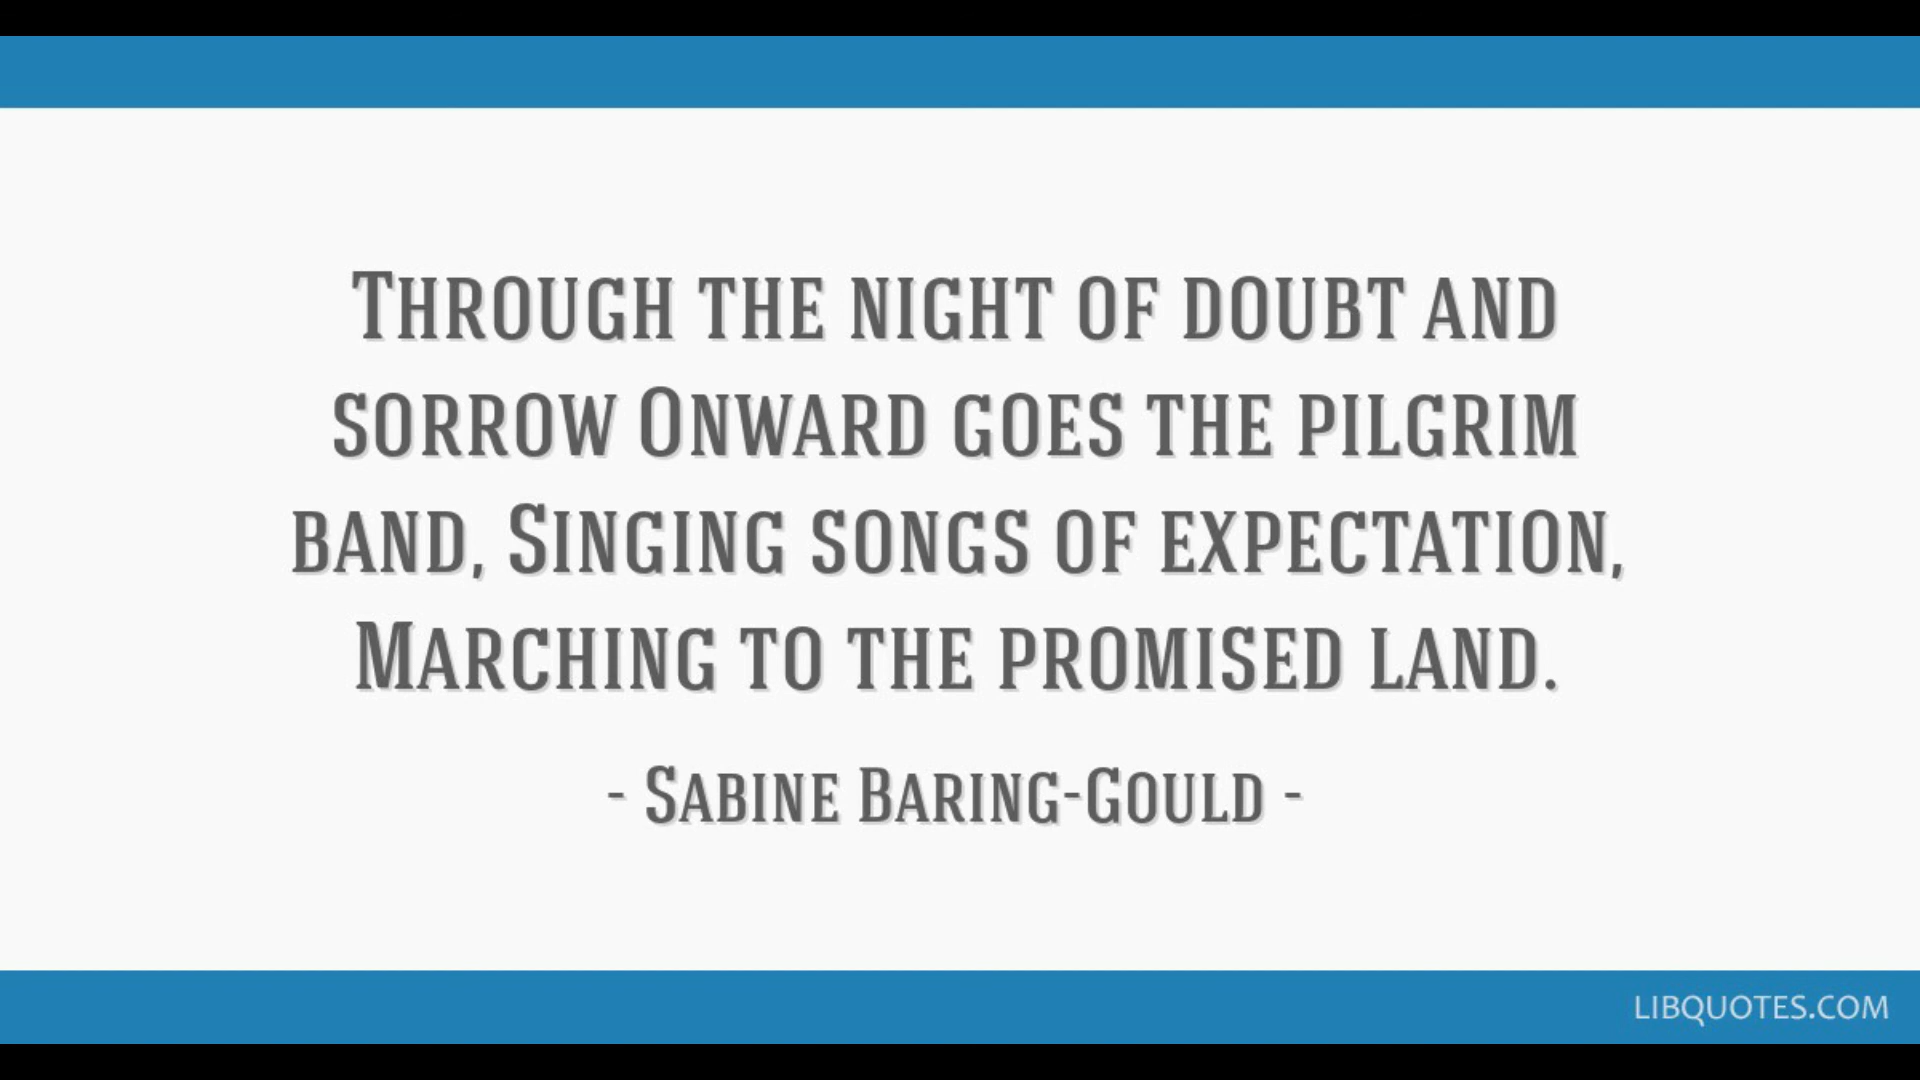 Through the night of doubt and
sorrow Onward goes the pilgrim
band, Singing songs of expectation,
Marching to the promised land.
- Sabine Baring-Gould -
LIBQUOTES.COM